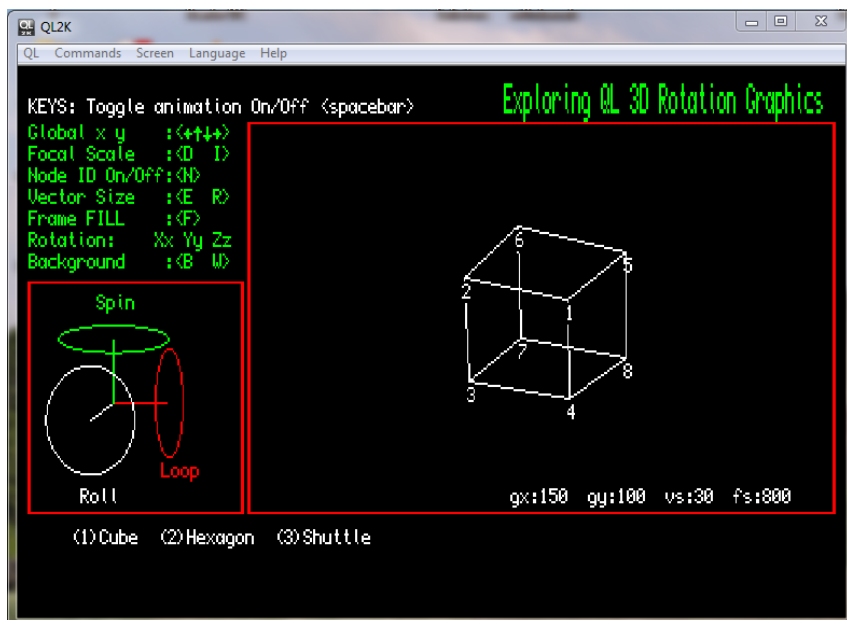 QL2K
QL Commands Screen Language Help
KEYS: Toggle animation On/Off <spacebar>
Exploring QL 3D Rotation Graphics
Global x y :<←↑↓→>
Focal Scale :<D I>
Node ID On/Off:<N>
Vector Size :<E R>
Frame FILL :<F>
Rotation: Xx Yy Zz
Background :<B W>
Spin
Loop
Roll
6
5
2
1
7
8
3
4
gx:150 gy:100 vs:30 fs:800
(1)Cube (2)Hexagon (3)Shuttle